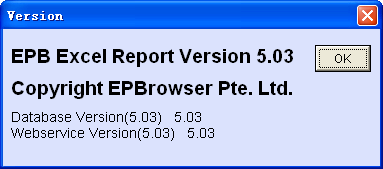 Version
EPB Excel Report Version 5.03
OK
Copyright EPBrowser Pte. Ltd.
Database Version(5.03) 5.03
Webservice Version(5.03) 5.03